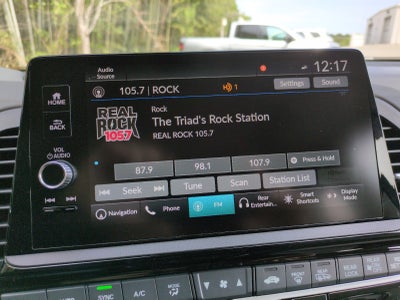 Audio
Source
12:17
105.7 | ROCK
1
Settings
Sound
HOME
BACK
VOL
AUDIO
REAL
ROCK
105.7
Rock
The Triad's Rock Station
REAL ROCK 105.7
87.9
98.1
107.9
Press & Hold
Seek
Tune
Scan
Station List
Navigation
Phone
FM
Rear
Entertain...
Smart
Shortcuts
Display
Mode
SYNC
A/C
FRONT
REAR